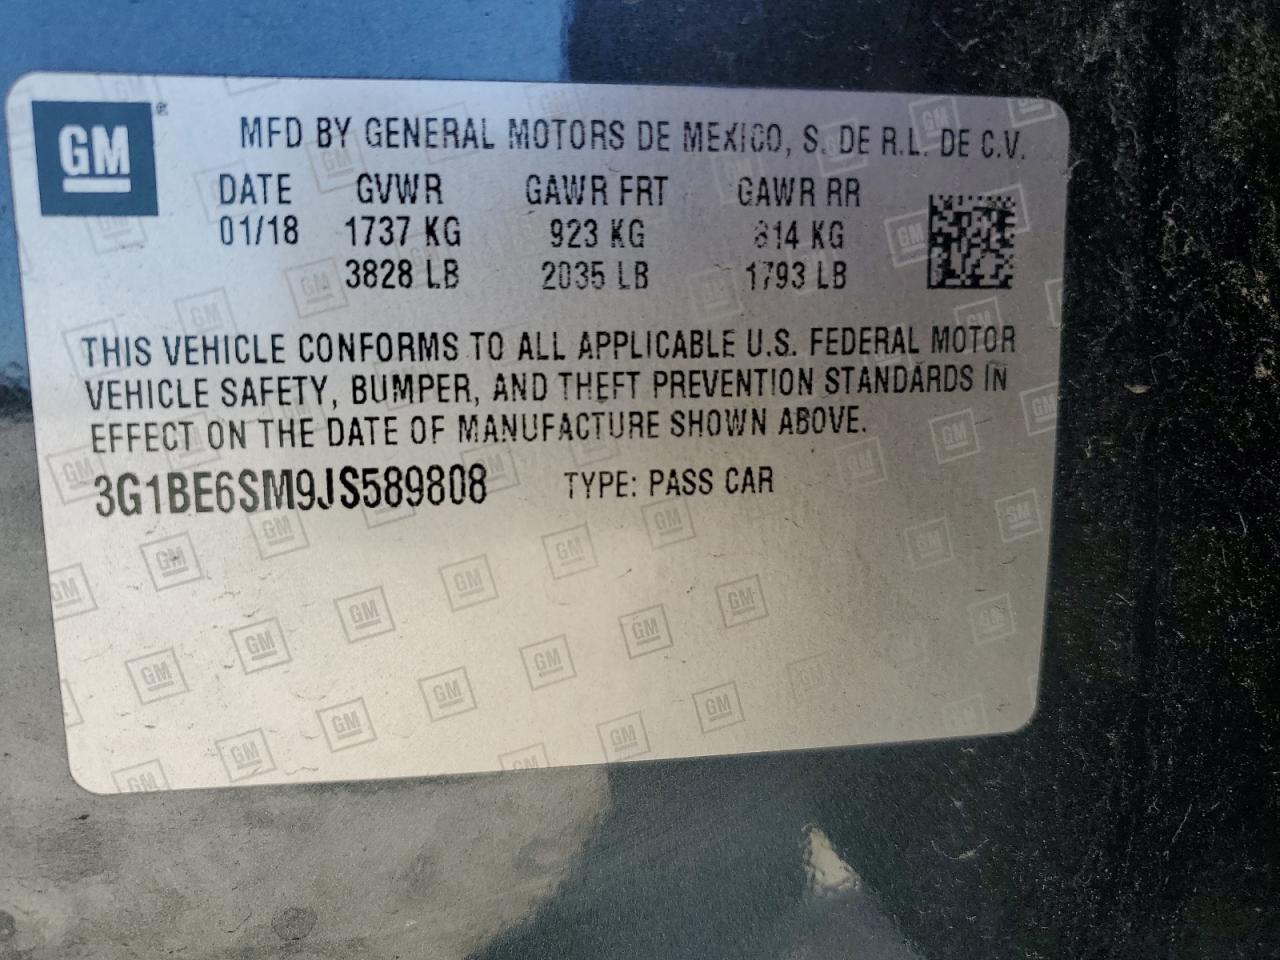 GM
MFD BY GENERAL MOTORS DE MEXICO, S. DE R.L. DE C.V.
DATE GVWR GAWR FRT GAWR RR
01/18 1737 KG 923 KG 814 KG
3828 LB 2035 LB 1793 LB
THIS VEHICLE CONFORMS TO ALL APPLICABLE U.S. FEDERAL MOTOR
VEHICLE SAFETY, BUMPER, AND THEFT PREVENTION STANDARDS IN
EFFECT ON THE DATE OF MANUFACTURE SHOWN ABOVE.
3G1BE6SM9JS589808 TYPE: PASS CAR